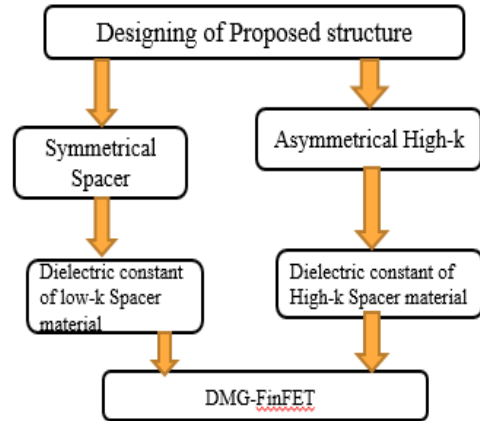 Designing of Proposed structure
Symmetrical
Spacer
Asymmetrical High-k
Dielectric constant
of low-k Spacer
material
Dielectric constant of
High-k Spacer material
DMG-FinFET